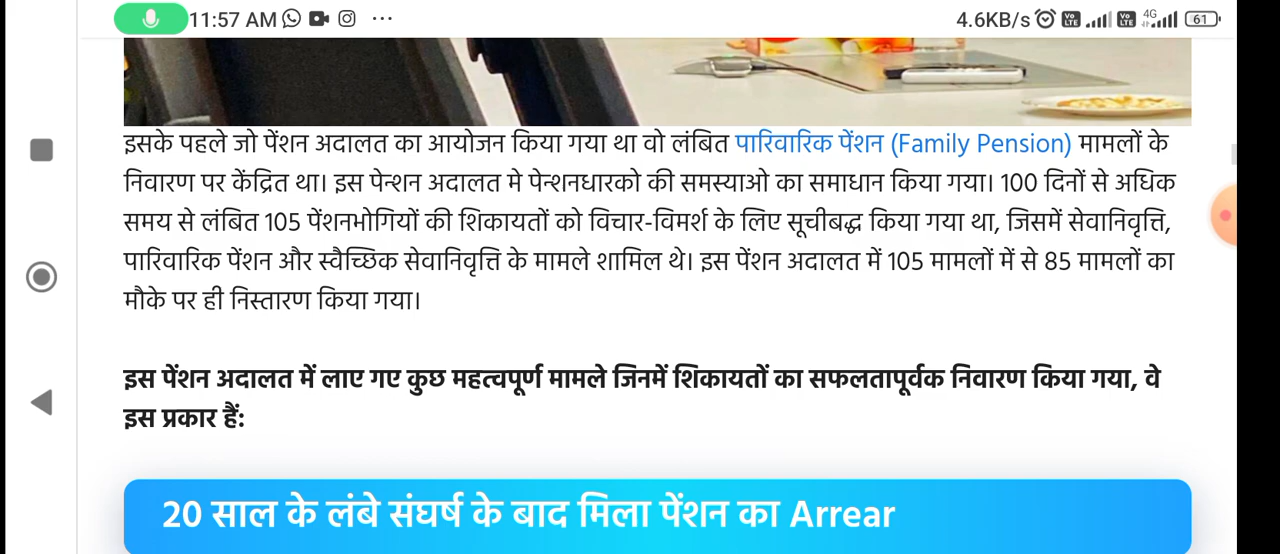 11:57 AM
4.6KB/s 4G 61
इसके पहले जो पेंशन अदालत का आयोजन किया गया था वो लंबित पारिवारिक पेंशन (Family Pension) मामलों के
निवारण पर केंद्रित था। इस पेन्शन अदालत मे पेन्शनधारको की समस्याओ का समाधान किया गया। 100 दिनों से अधिक
समय से लंबित 105 पेंशनभोगियों की शिकायतों को विचार-विमर्श के लिए सूचीबद्ध किया गया था, जिसमें सेवानिवृत्ति,
पारिवारिक पेंशन और स्वैच्छिक सेवानिवृत्ति के मामले शामिल थे। इस पेंशन अदालत में 105 मामलों में से 85 मामलों का
मौके पर ही निस्तारण किया गया।
इस पेंशन अदालत में लाए गए कुछ महत्वपूर्ण मामले जिनमें शिकायतों का सफलतापूर्वक निवारण किया गया, वे
इस प्रकार हैं:
20 साल के लंबे संघर्ष के बाद मिला पेंशन का Arrear